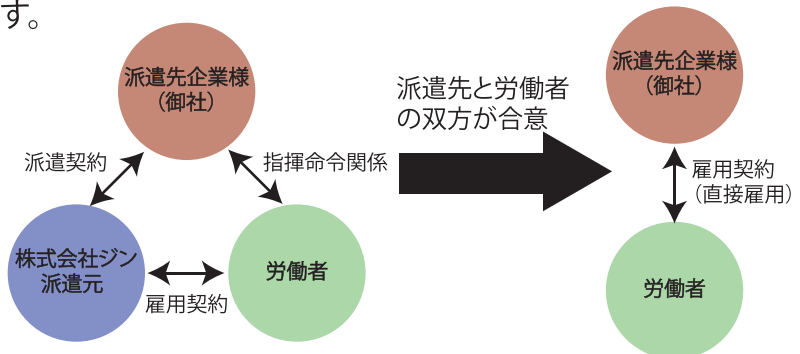 す。
派遣先企業様
（御社）
派遣契約
指揮命令関係
株式会社ジン
派遣元
雇用契約
労働者
派遣先と労働者
の双方が合意
派遣先企業様
（御社）
雇用契約
（直接雇用）
労働者